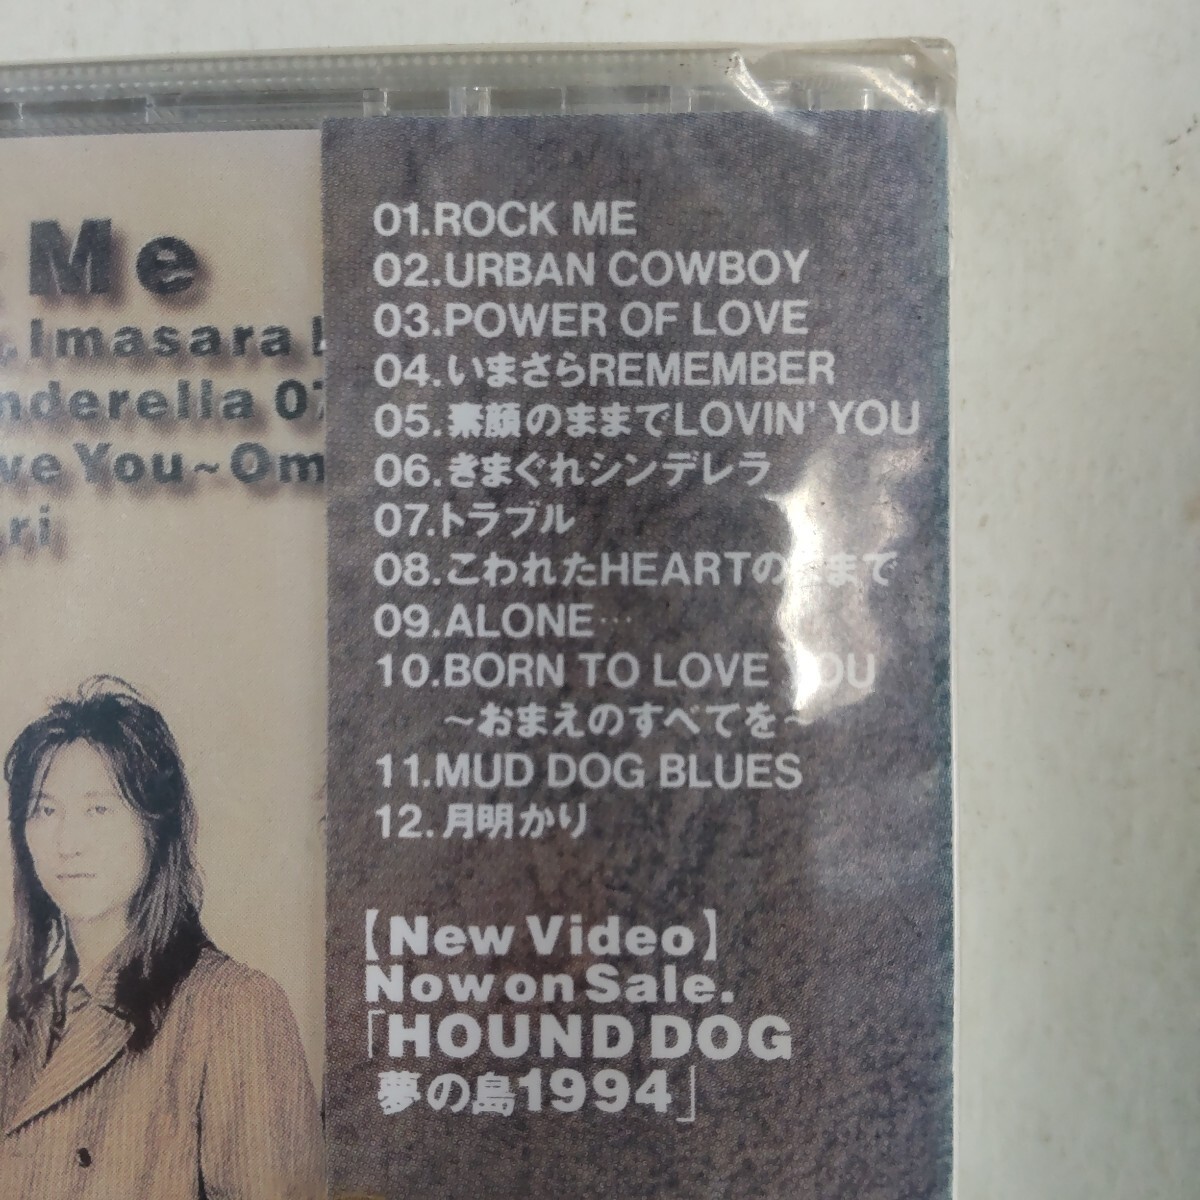 Me
Imasara
nderella 07
ve You~Om
ri
01.ROCK ME
02.URBAN COWBOY
03.POWER OF LOVE
04.いまさらREMEMBER
05.素顔のままでLOVIN' YOU
06.きまぐれシンデレラ
07.トラブル
08.こわれたHEARTのままで
09.ALONE…
10.BORN TO LOVE YOU
～おまえのすべてを～
11.MUD DOG BLUES
12.月明かり
【New Video】
Now on Sale.
「HOUND DOG
夢の島1994」